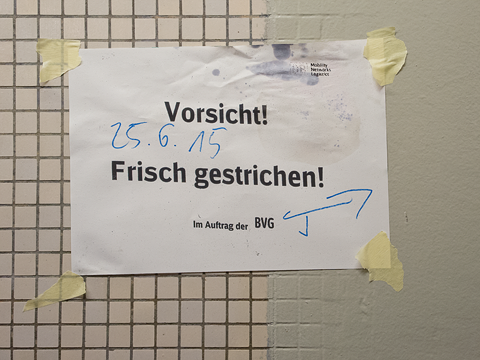 Mobility
Networks
Logistics
Vorsicht!
25.6.15
Frisch gestrichen!
Im Auftrag der BVG